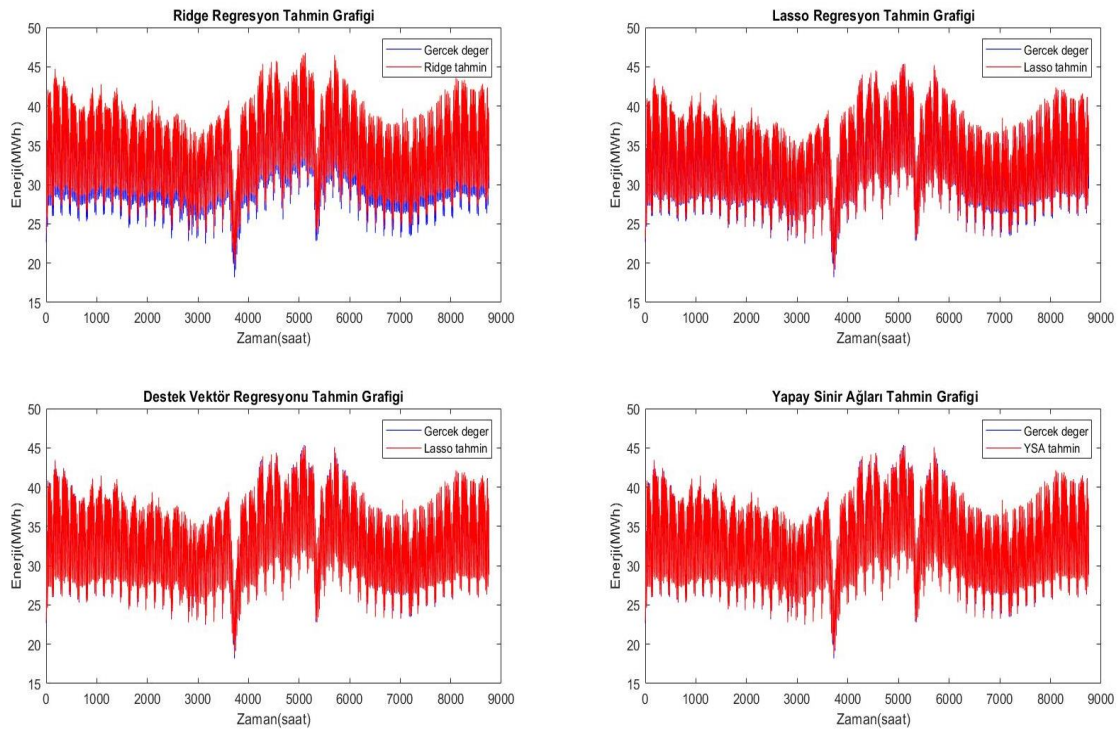 Ridge Regresyon Tahmin Grafigi
50
45
40
35
30
25
20
15
Enerji(MWh)
Gercek deger
Ridge tahmin
0 1000 2000 3000 4000 5000 6000 7000 8000 9000
Zaman(saat)
Lasso Regresyon Tahmin Grafigi
50
45
40
35
30
25
20
15
Enerji(MWh)
Gercek deger
Lasso tahmin
0 1000 2000 3000 4000 5000 6000 7000 8000 9000
Zaman(saat)
Destek Vektör Regresyonu Tahmin Grafigi
50
45
40
35
30
25
20
15
Enerji(MWh)
Gercek deger
Lasso tahmin
0 1000 2000 3000 4000 5000 6000 7000 8000 9000
Zaman(saat)
Yapay Sinir Ağları Tahmin Grafigi
50
45
40
35
30
25
20
15
Enerji(MWh)
Gercek deger
YSA tahmin
0 1000 2000 3000 4000 5000 6000 7000 8000 9000
Zaman(saat)